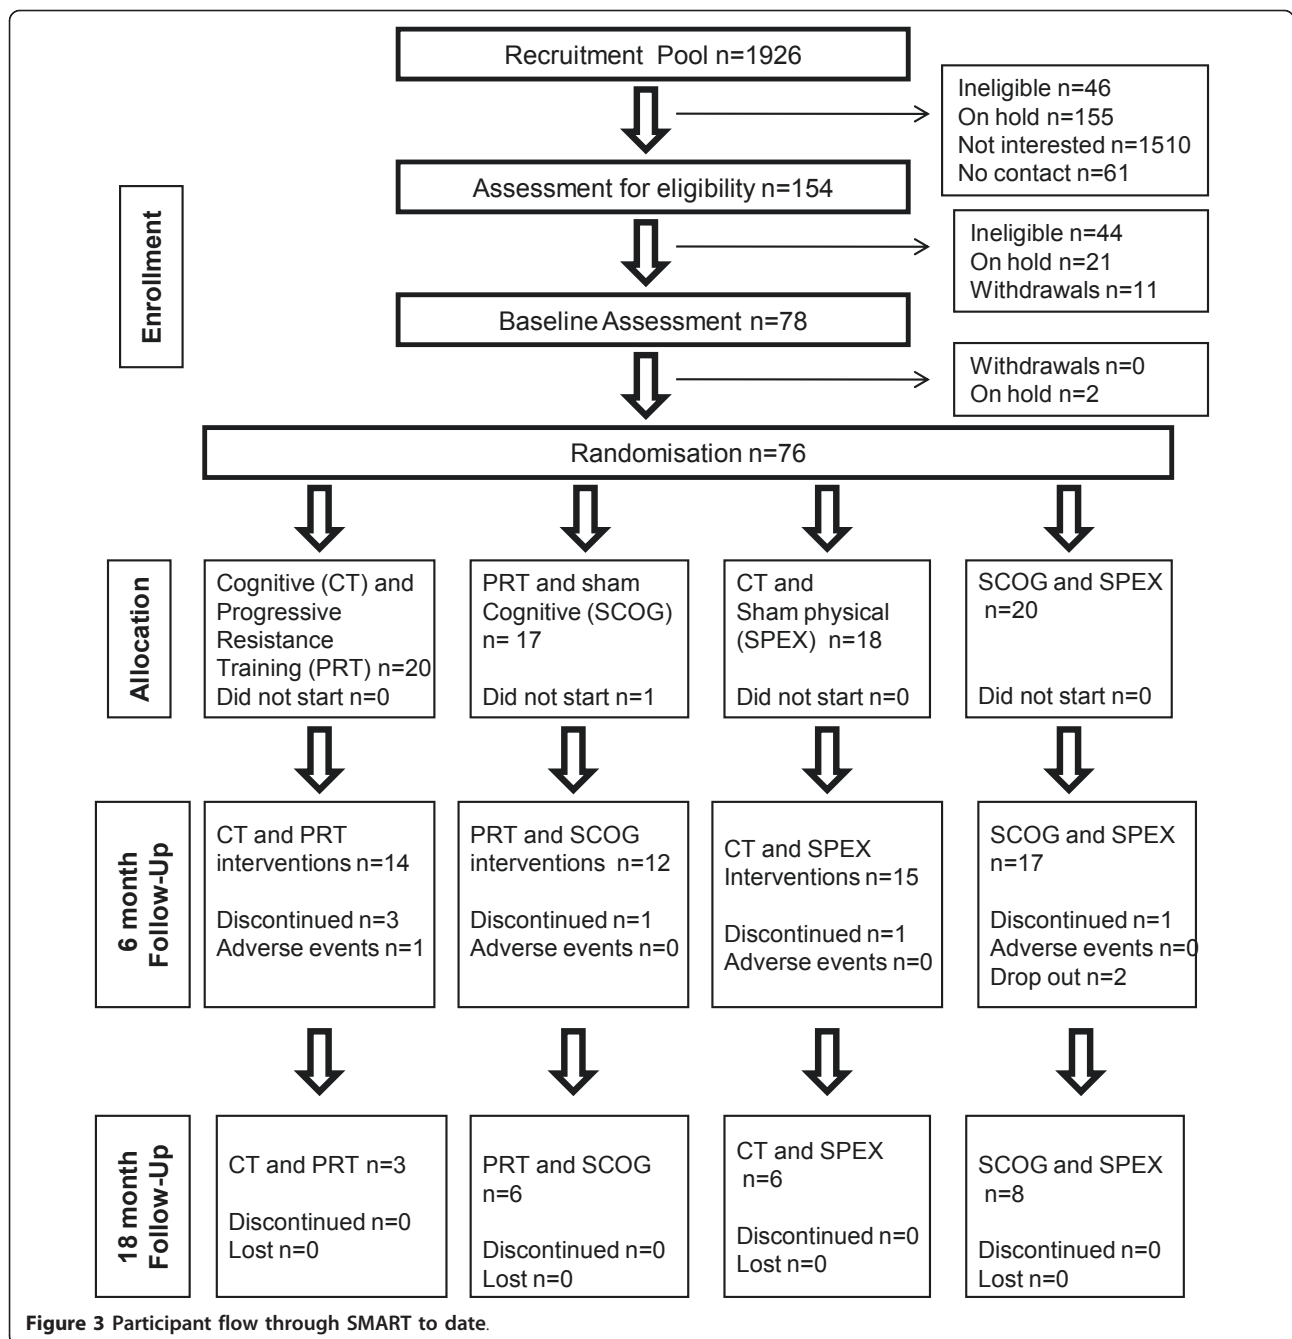 Recruitment Pool n=1926
Ineligible n=46
On hold n=155
Not interested n=1510
No contact n=61
Enrollment
Assessment for eligibility n=154
Ineligible n=44
On hold n=21
Withdrawals n=11
Baseline Assessment n=78
Withdrawals n=0
On hold n=2
Randomisation n=76
Allocation
Cognitive (CT) and
Progressive
Resistance
Training (PRT) n=20
Did not start n=0
PRT and sham
Cognitive (SCOG)
n= 17
Did not start n=1
CT and
Sham physical
(SPEX) n=18
Did not start n=0
SCOG and SPEX
n=20
Did not start n=0
6 month
Follow-Up
CT and PRT
interventions n=14
Discontinued n=3
Adverse events n=1
PRT and SCOG
interventions n=12
Discontinued n=1
Adverse events n=0
CT and SPEX
Interventions n=15
Discontinued n=1
Adverse events n=0
SCOG and SPEX
n=17
Discontinued n=1
Adverse events n=0
Drop out n=2
18 month
Follow-Up
CT and PRT n=3
Discontinued n=0
Lost n=0
PRT and SCOG
n=6
Discontinued n=0
Lost n=0
CT and SPEX
n=6
Discontinued n=0
Lost n=0
SCOG and SPEX
n=8
Discontinued n=0
Lost n=0
Figure 3 Participant flow through SMART to date.